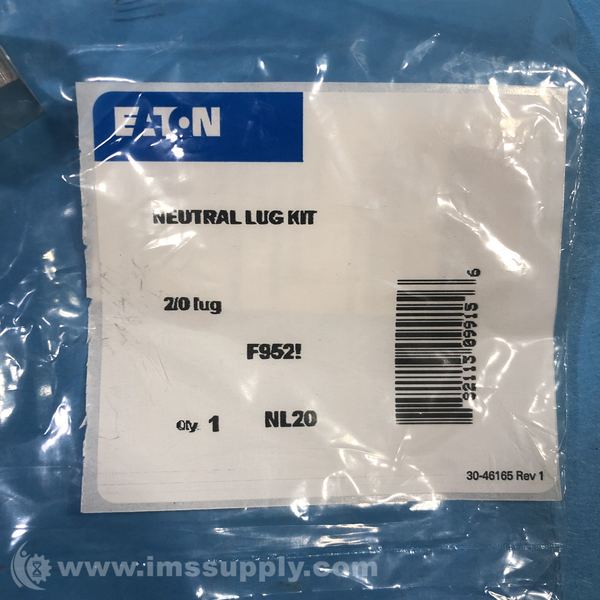 EATON
NEUTRAL LUG KIT
2/0 lug
F952!
Qty. 1 NL20
30-46165 Rev 1
www.imssupply.com